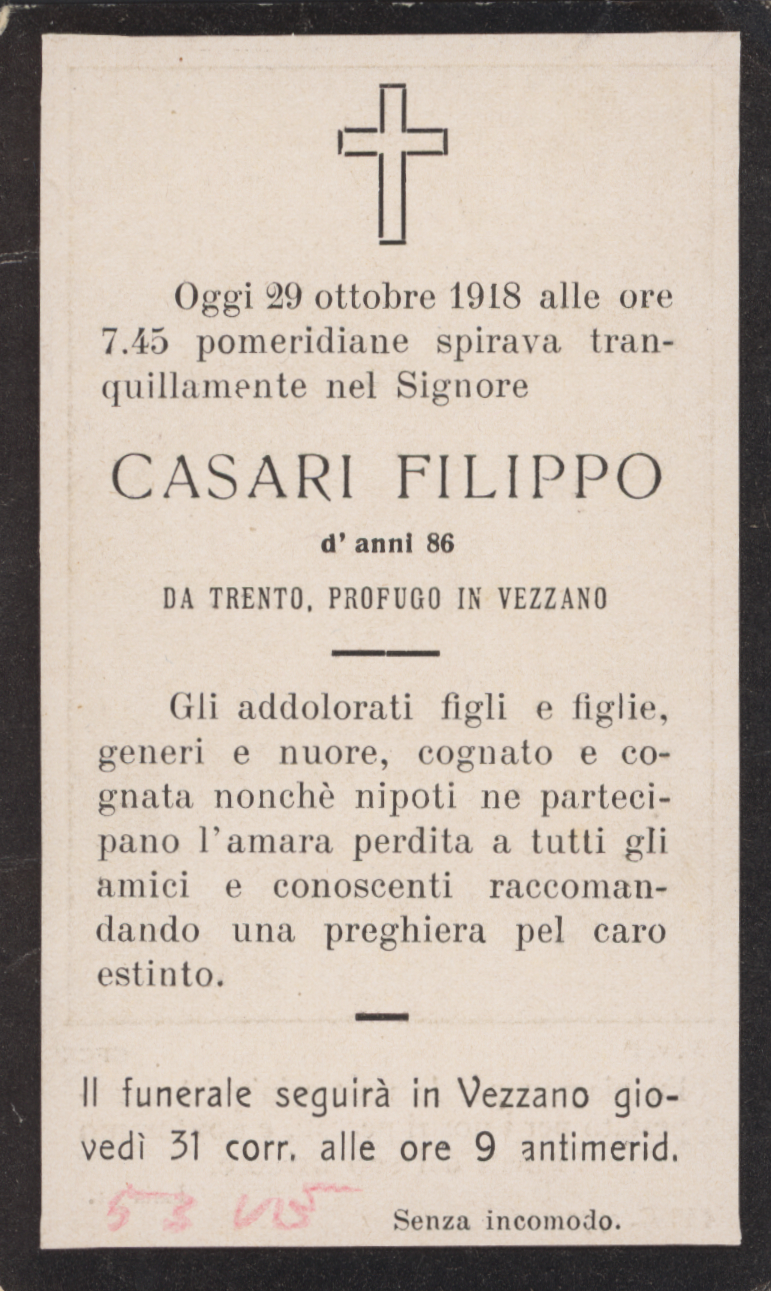 Oggi 29 ottobre 1918 alle ore
7.45 pomeridiane spirava tran-
quillamente nel Signore
CASARI FILIPPO
d' anni 86
DA TRENTO, PROFUGO IN VEZZANO
Gli addolorati figli e figlie,
generi e nuore, cognato e co-
gnata nonchè nipoti ne parteci-
pano l'amara perdita a tutti gli
amici e conoscenti raccoman-
dando una preghiera pel caro
estinto.
Il funerale seguirà in Vezzano gio-
vedì 31 corr. alle ore 9 antimerid.
Senza incomodo.